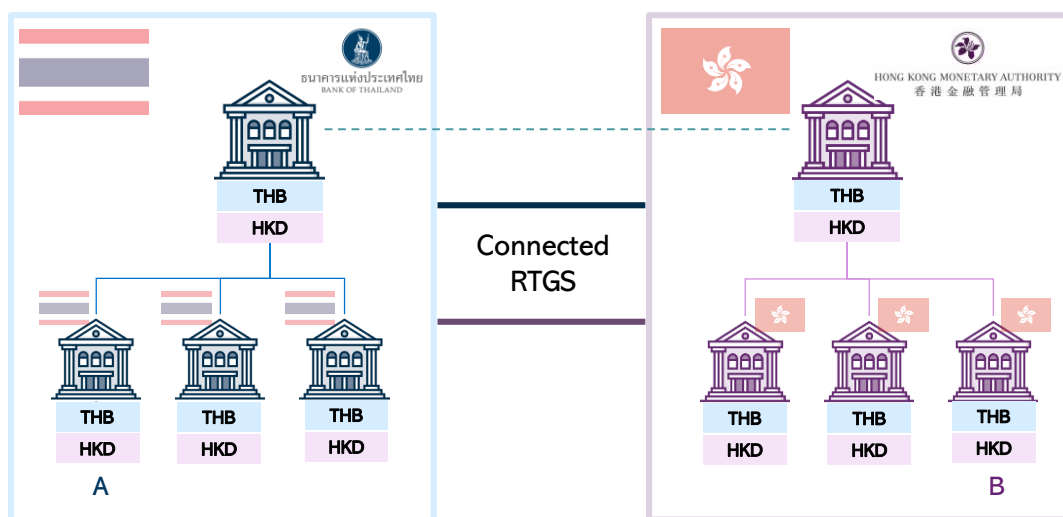 ธนาคารแห่งประเทศไทย
BANK OF THAILAND
HONG KONG MONETARY AUTHORITY
香港金融管理局
THB
HKD
THB
HKD
Connected
RTGS
THB
HKD
THB
HKD
THB
HKD
A
THB
HKD
THB
HKD
THB
HKD
B